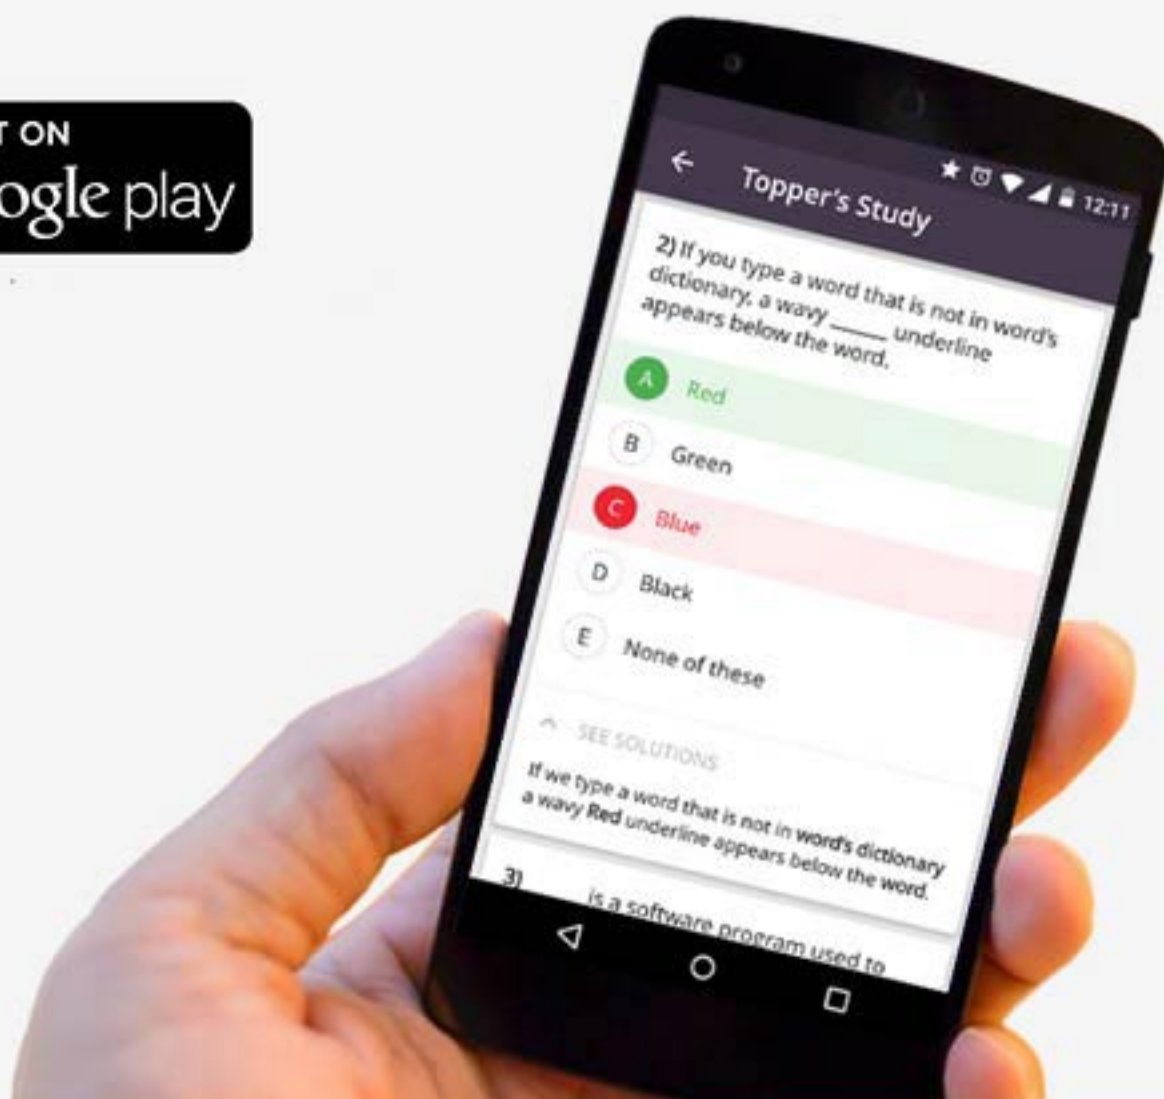 T ON
ogle play
12:11
Topper's Study
2) If you type a word that is not in word's
dictionary, a wavy _____ underline
appears below the word.
A Red
B Green
C Blue
D Black
E None of these
SEE SOLUTIONS
If we type a word that is not in word's dictionary
a wavy Red underline appears below the word.
3) _____ is a software program used to